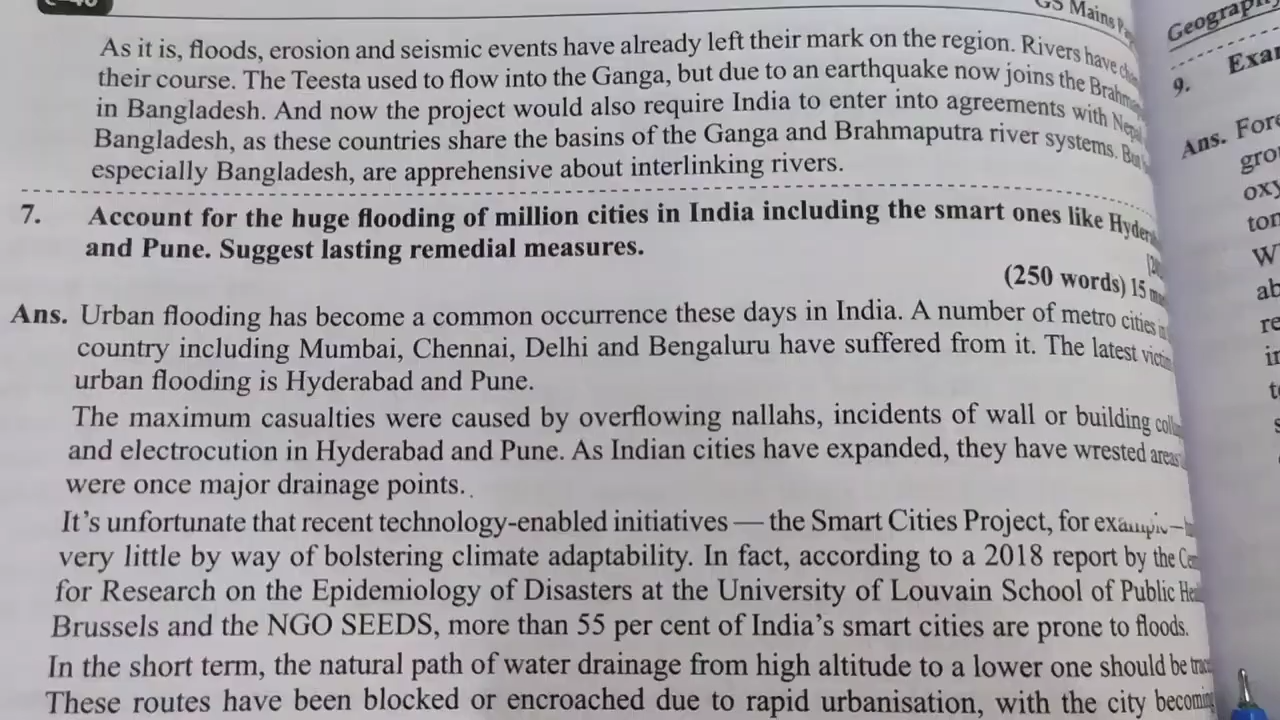 GS Mains
As it is, floods, erosion and seismic events have already left their mark on the region. Rivers have
their course. The Teesta used to flow into the Ganga, but due to an earthquake now joins the
in Bangladesh. And now the project would also require India to enter into agreements with
Bangladesh, as these countries share the basins of the Ganga and Brahmaputra river systems.
especially Bangladesh, are apprehensive about interlinking rivers.
7. Account for the huge flooding of million cities in India including the smart ones like
and Pune. Suggest lasting remedial measures.
(250 words) 15
Ans. Urban flooding has become a common occurrence these days in India. A number of metro cities
country including Mumbai, Chennai, Delhi and Bengaluru have suffered from it. The latest
urban flooding is Hyderabad and Pune.
The maximum casualties were caused by overflowing nallahs, incidents of wall or building
and electrocution in Hyderabad and Pune. As Indian cities have expanded, they have wrested areas
were once major drainage points.
It's unfortunate that recent technology-enabled initiatives — the Smart Cities Project, for
very little by way of bolstering climate adaptability. In fact, according to a 2018 report by the
for Research on the Epidemiology of Disasters at the University of Louvain School of Public
Brussels and the NGO SEEDS, more than 55 per cent of India's smart cities are prone to floods.
In the short term, the natural path of water drainage from high altitude to a lower one should be
These routes have been blocked or encroached due to rapid urbanisation, with the city
Geography
9.
Ans.